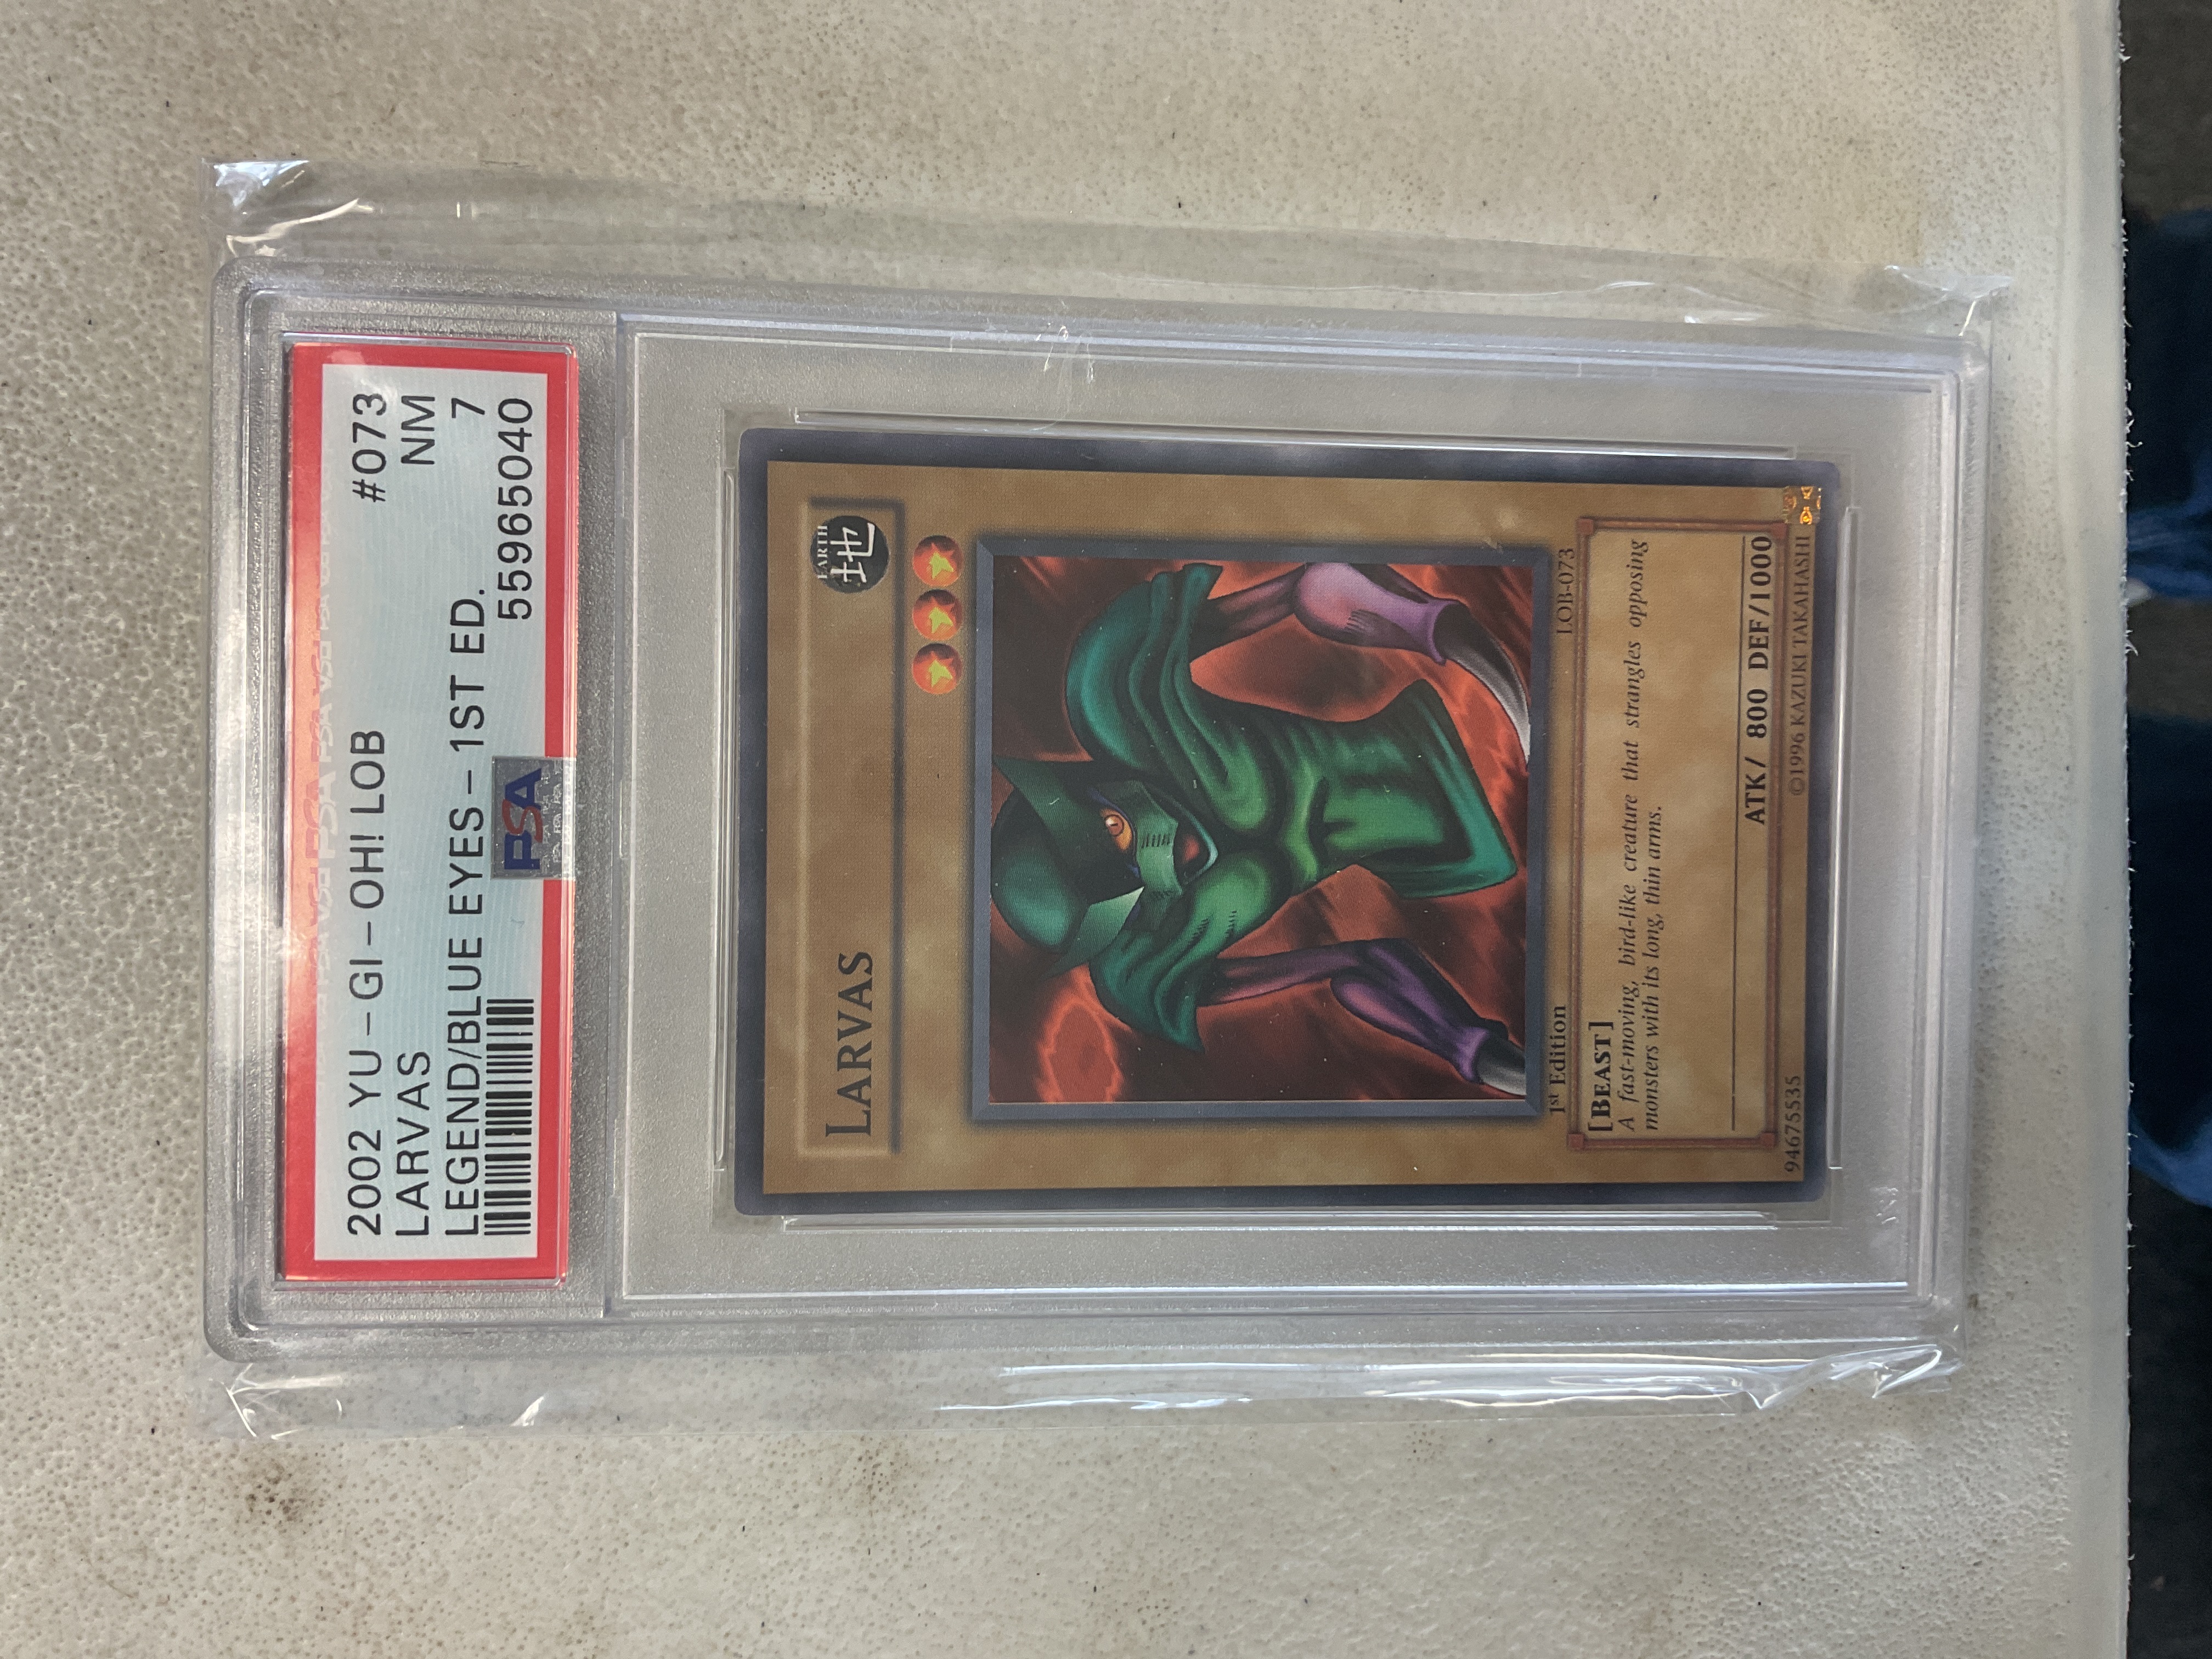 2002 YU-GI-OH! LOB #073
LARVAS NM
LEGEND/BLUE EYES-1ST ED. 7
55965040
PSA
LARVAS
EARTH
地
1st Edition LOB-073
[BEAST]
A fast-moving, bird-like creature that strangles opposing
monsters with its long, thin arms.
ATK/ 800 DEF/1000
94675535 ©1996 KAZUKI TAKAHASHI